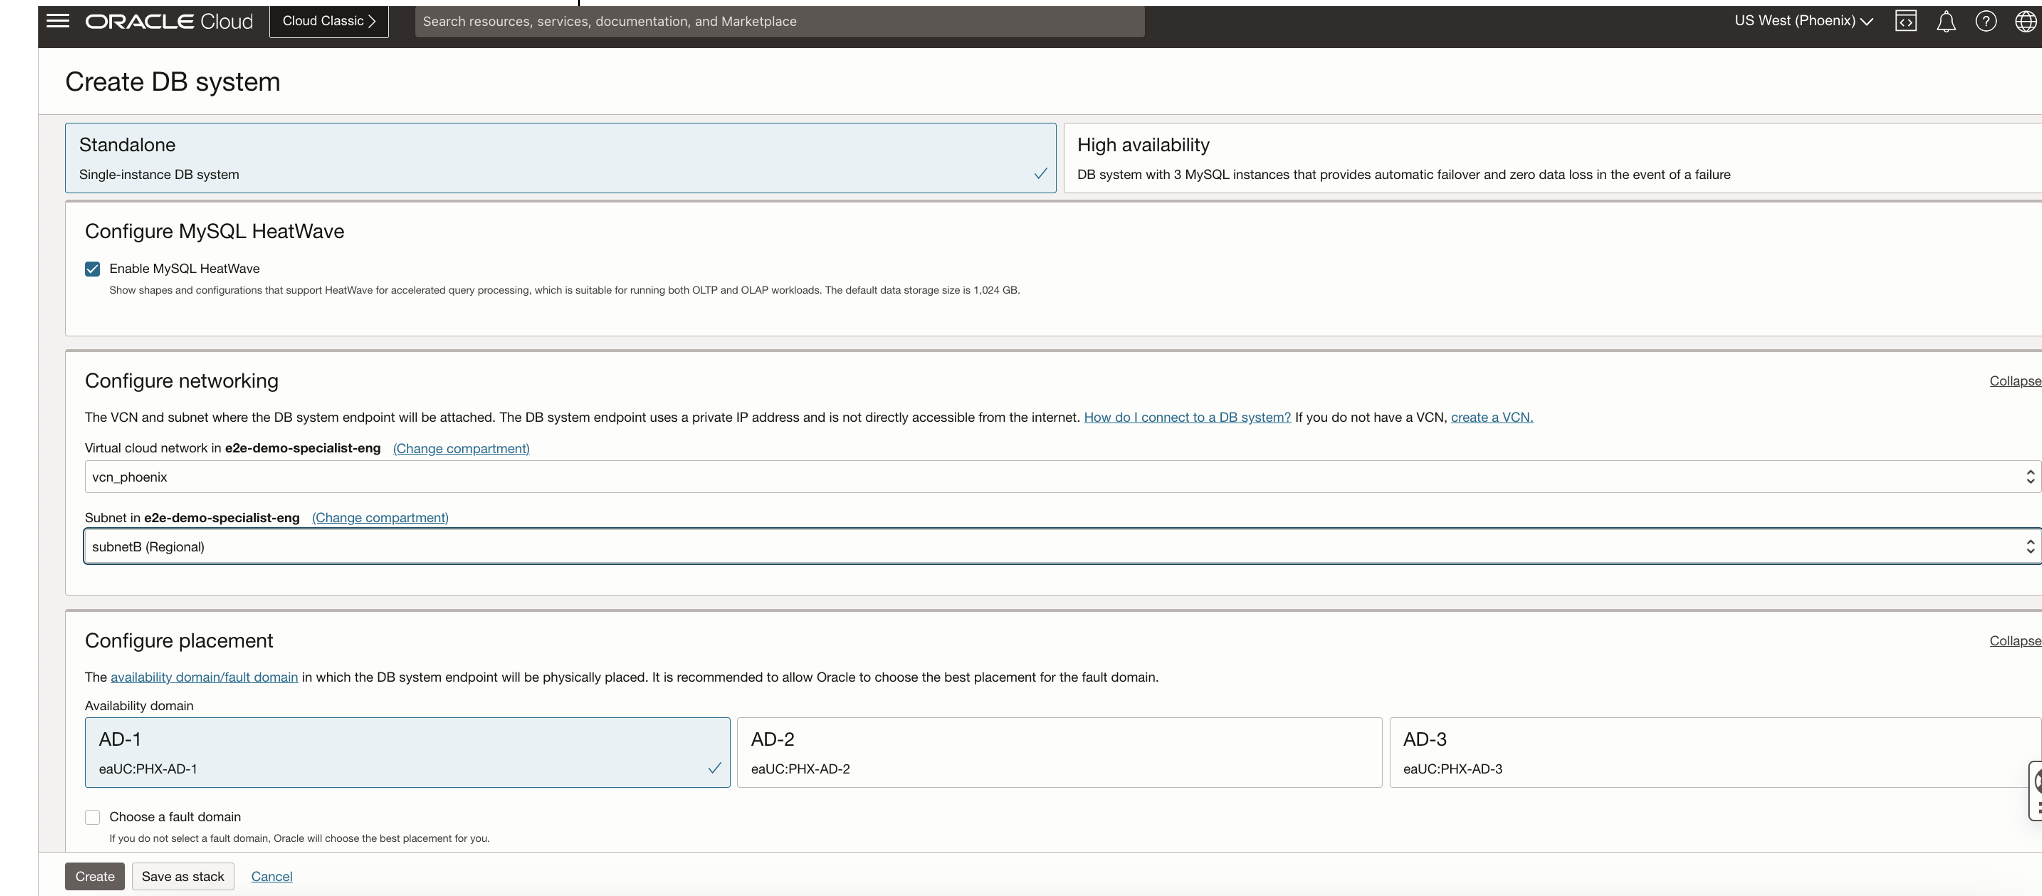 ORACLE Cloud
Cloud Classic
Search resources, services, documentation, and Marketplace
US West (Phoenix)
Create DB system
Standalone
Single-instance DB system
High availability
DB system with 3 MySQL instances that provides automatic failover and zero data loss in the event of a failure
Configure MySQL HeatWave
Enable MySQL HeatWave
Show shapes and configurations that support HeatWave for accelerated query processing, which is suitable for running both OLTP and OLAP workloads. The default data storage size is 1,024 GB.
Configure networking
Collapse
The VCN and subnet where the DB system endpoint will be attached. The DB system endpoint uses a private IP address and is not directly accessible from the internet. How do I connect to a DB system? If you do not have a VCN, create a VCN.
Virtual cloud network in e2e-demo-specialist-eng (Change compartment)
vcn_phoenix
Subnet in e2e-demo-specialist-eng (Change compartment)
subnetB (Regional)
Configure placement
Collapse
The availability domain/fault domain in which the DB system endpoint will be physically placed. It is recommended to allow Oracle to choose the best placement for the fault domain.
Availability domain
AD-1
eaUC:PHX-AD-1
AD-2
eaUC:PHX-AD-2
AD-3
eaUC:PHX-AD-3
Choose a fault domain
If you do not select a fault domain, Oracle will choose the best placement for you.
Create
Save as stack
Cancel